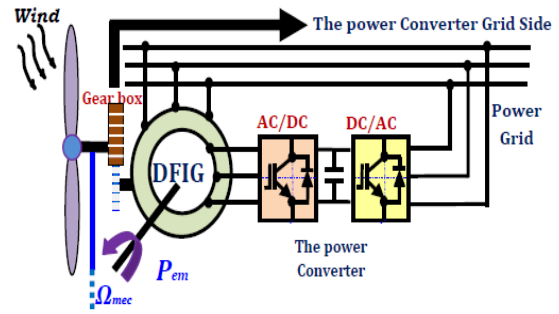 Wind
The power Converter Grid Side
Gear box
AC/DC
DC/AC
Power
Grid
DFIG
The power
Converter
Pem
Ωmec